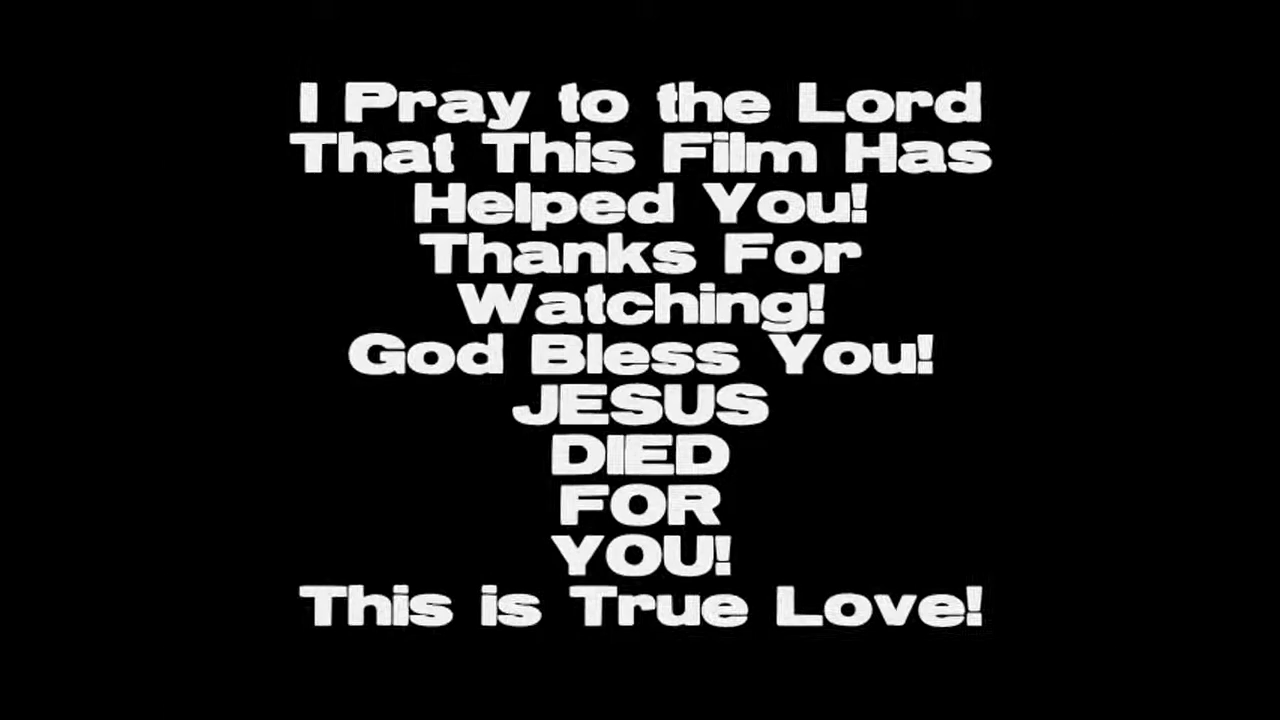 I Pray to the Lord
That This Film Has
Helped You!
Thanks For
Watching!
God Bless You!
JESUS
DIED
FOR
YOU!
This is True Love!